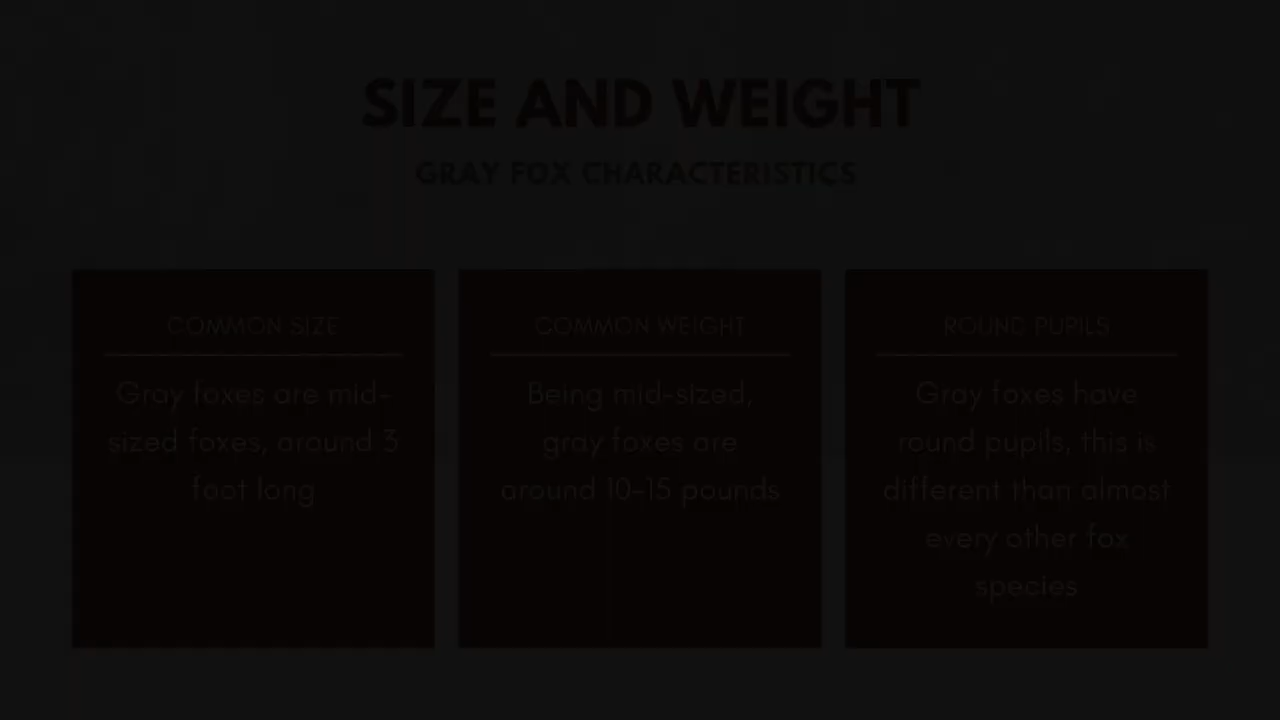 SIZE AND WEIGHT
GRAY FOX CHARACTERISTICS
COMMON SIZE
Gray foxes are mid-
sized foxes, around 3
foot long
COMMON WEIGHT
Being mid-sized,
gray foxes are
around 10-15 pounds
ROUND PUPILS
Gray foxes have
round pupils, this is
different than almost
every other fox
species